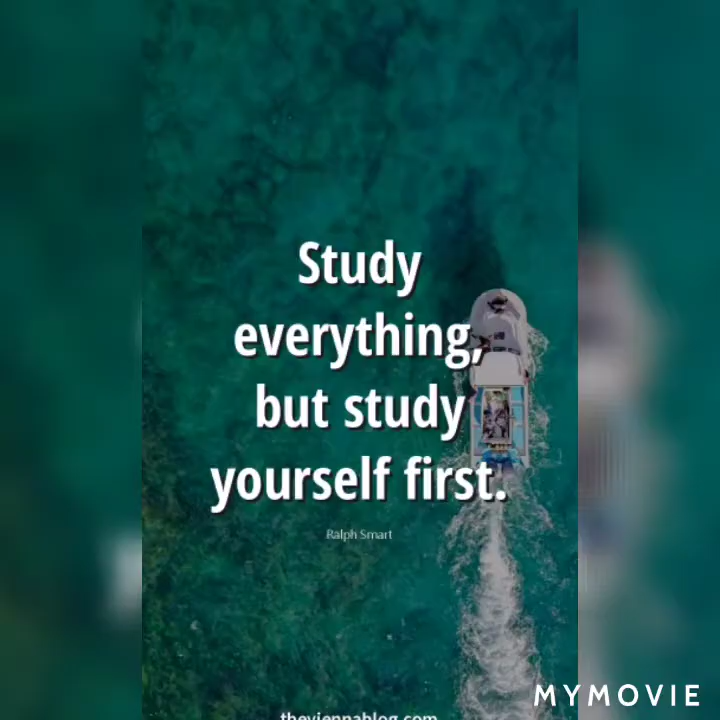 Study
everything,
but study
yourself first.
Ralph Smart
theviennablog.com
MYMOVIE